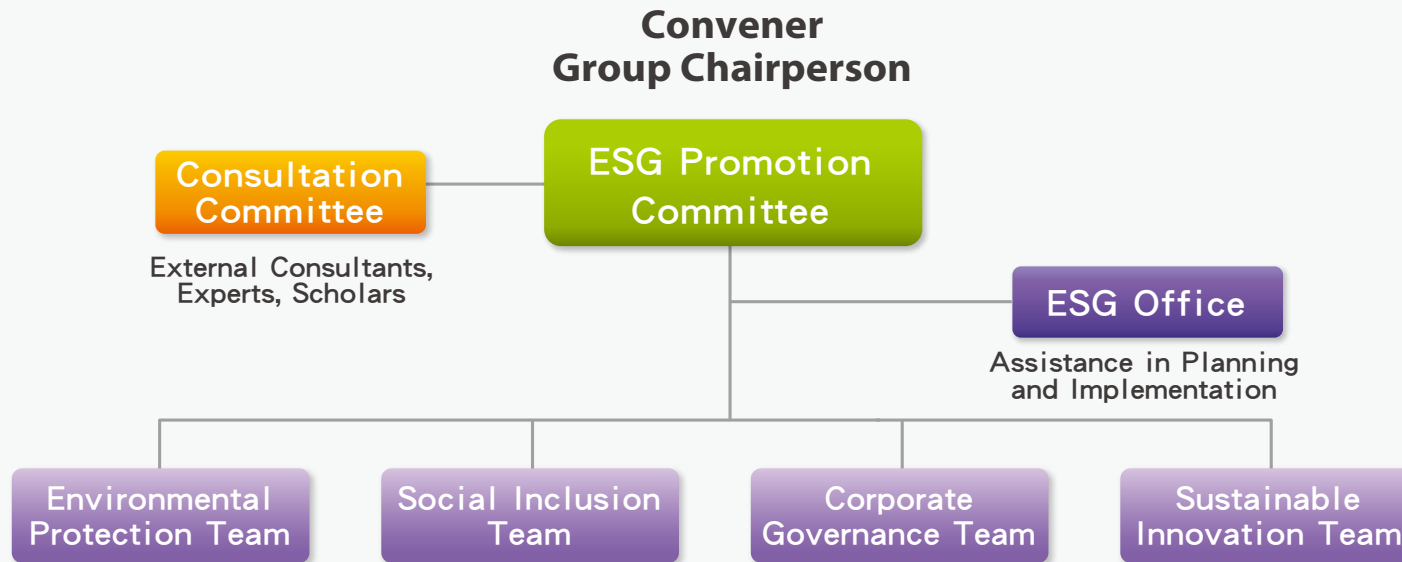 Convener
Group Chairperson
ESG Promotion
Committee
Consultation
Committee
External Consultants,
Experts, Scholars
ESG Office
Assistance in Planning
and Implementation
Environmental
Protection Team
Social Inclusion
Team
Corporate
Governance Team
Sustainable
Innovation Team